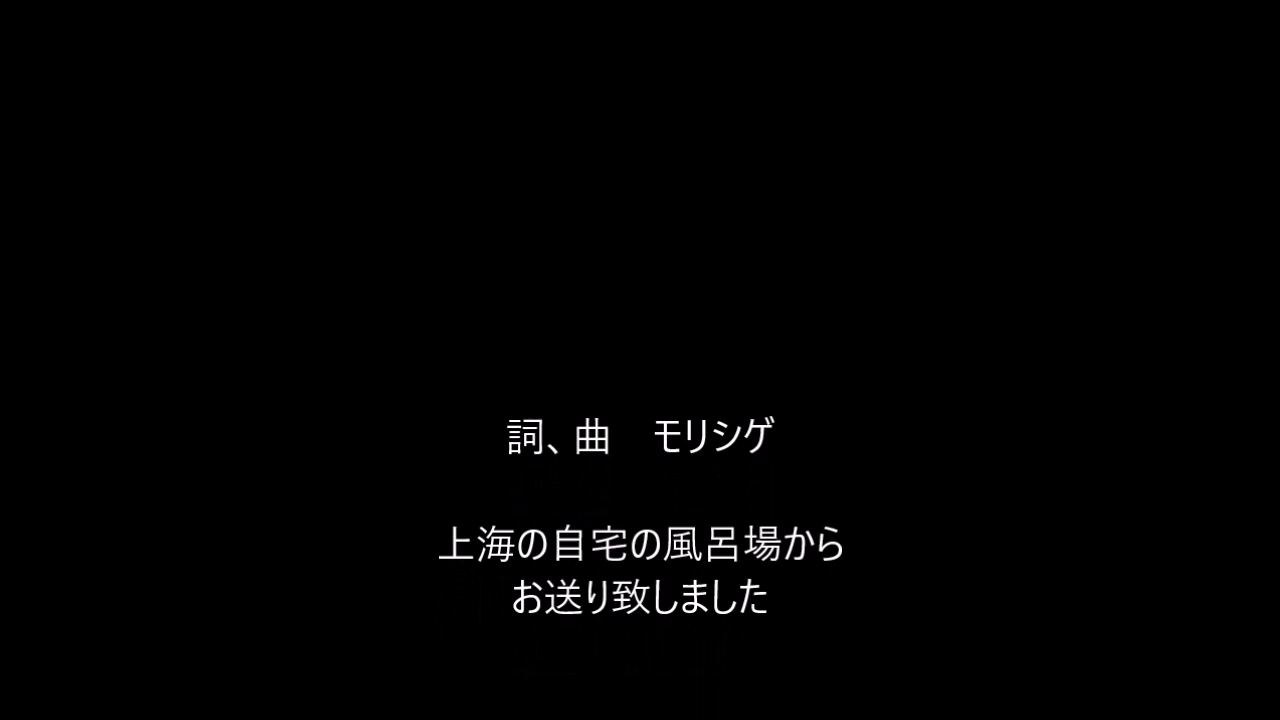 詞、曲　モリシゲ
上海の自宅の風呂場から
お送り致しました